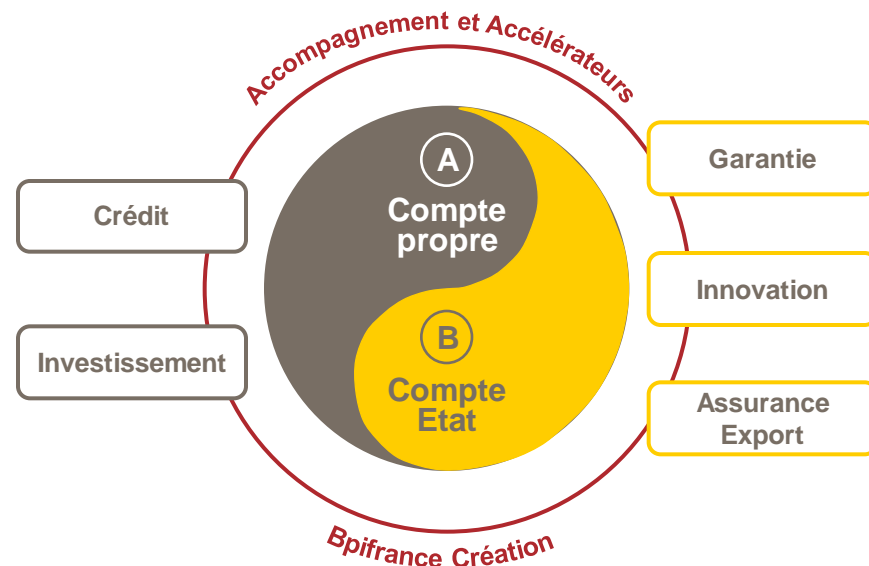 Accompagnement et Accélérateurs
A
Compte
propre
Crédit
Investissement
B
Compte
Etat
Garantie
Innovation
Assurance
Export
Bpifrance Création